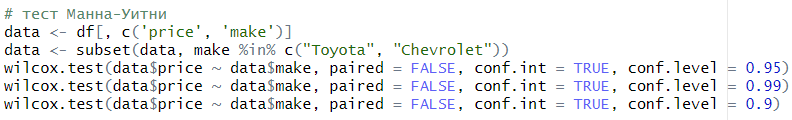 # тест Манна-Уитни
data <- df[, c('price', 'make')]
data <- subset(data, make %in% c("Toyota", "Chevrolet"))
wilcox.test(data$price ~ data$make, paired = FALSE, conf.int = TRUE, conf.level = 0.95)
wilcox.test(data$price ~ data$make, paired = FALSE, conf.int = TRUE, conf.level = 0.99)
wilcox.test(data$price ~ data$make, paired = FALSE, conf.int = TRUE, conf.level = 0.9)